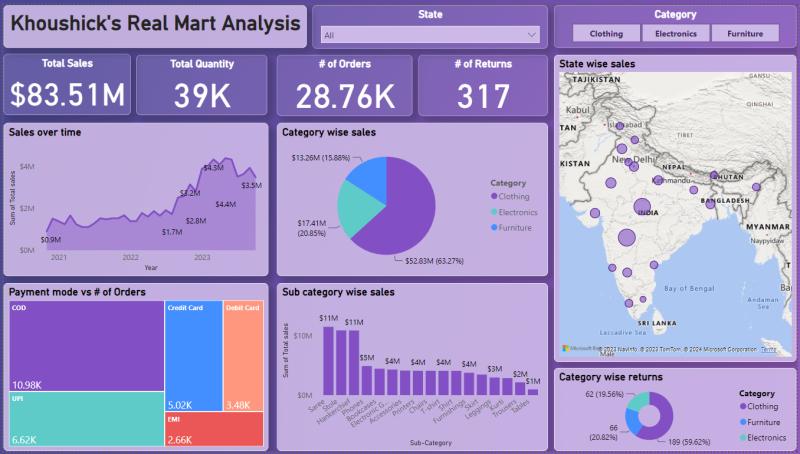 Khoushick's Real Mart Analysis
State
All
Category
Clothing
Electronics
Furniture
Total Sales
$83.51M
Total Quantity
39K
# of Orders
28.76K
# of Returns
317
Sales over time
Sum of Total sales
$4M
$2M
$0M
$0.9M
$1.7M
$3.2M
$2.8M
$4.3M
$4.4M
$3.5M
2021
2022
2023
Year
Category wise sales
$13.26M (15.88%)
$17.41M
(20.85%)
$52.83M (63.27%)
Category
Clothing
Electronics
Furniture
State wise sales
TAJIKISTAN
GANSU
Kabul
QINGHAI
Islamabad
TAN
TIBET
KISTAN
New Delhi
NEPAL
Kathmandu
BHUTAN
BANGLADESH
INDIA
MYANMAR
Naypyidaw
Bay of Bengal
Andaman
Sea
SRI LANKA
Laccadive Sea
Male
© 2023 TomTom, © 2024 Microsoft Corporation Terms
Payment mode vs # of Orders
COD
10.98K
UPI
6.62K
Credit Card
5.02K
Debit Card
3.48K
EMI
2.66K
Sub category wise sales
Sum of Total sales
$10M
$0M
$11M
$11M
$5M
$4M
$4M
$4M
$4M
$3M
$2M
$1M
Saree
Stole
Hankerchief
Phones
Bookcases
Electronic G...
Accessories
Printers
Chairs
T-shirt
Shirt
Furnishings
Skirt
Leggings
Kurti
Trousers
Tables
Sub-Category
Category wise returns
62 (19.56%)
66
(20.82%)
189 (59.62%)
Category
Clothing
Furniture
Electronics